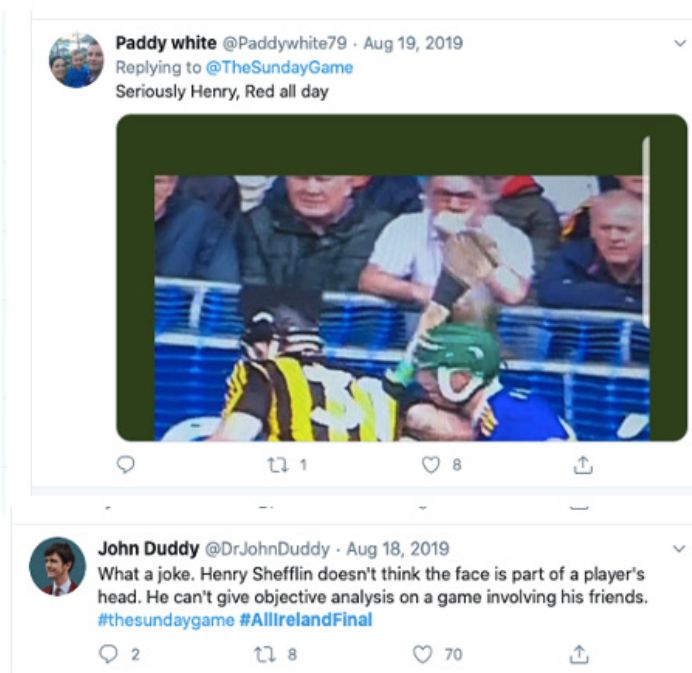 Paddy white @Paddywhite79 · Aug 19, 2019
Replying to @TheSundayGame
Seriously Henry, Red all day
1 8
John Duddy @DrJohnDuddy · Aug 18, 2019
What a joke. Henry Shefflin doesn't think the face is part of a player's
head. He can't give objective analysis on a game involving his friends.
#thesundaygame #AllIrelandFinal
2 8 70